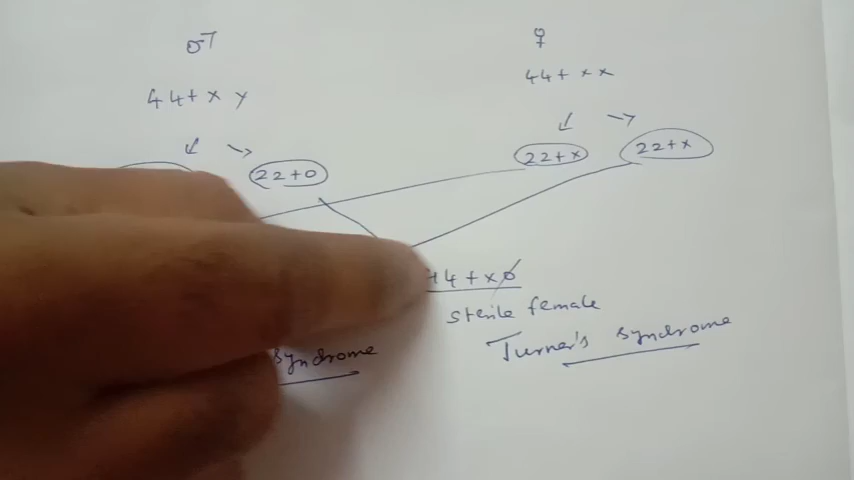 ♂ ♀
44+xy 44+xx
↙ → ↙ →
22+0 22+x 22+x
44+x0
sterile female
syndrome Turner's syndrome